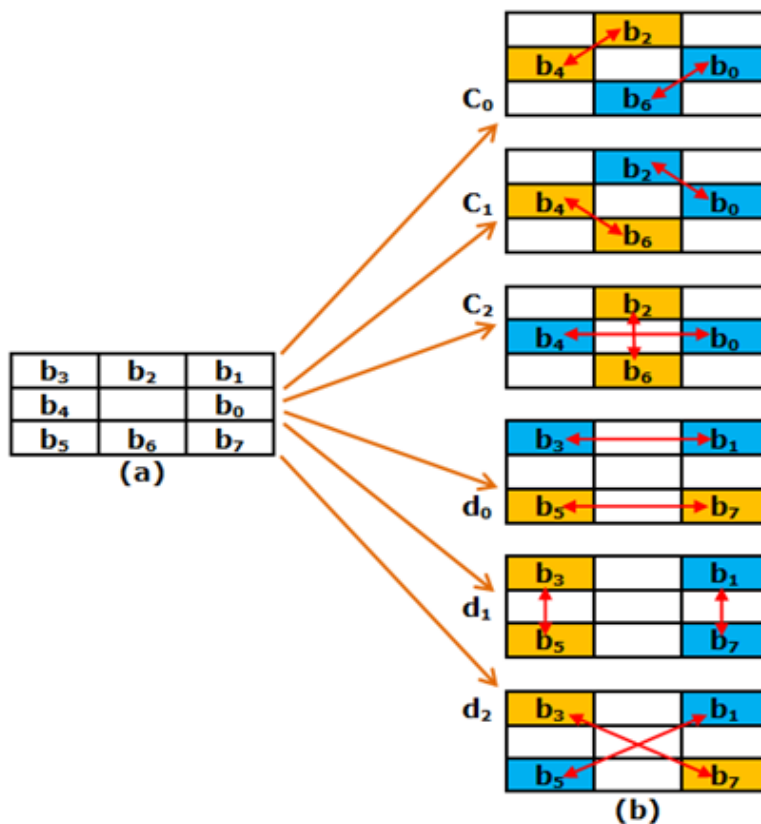 b₂
b₄ b₀
C₀ b₆
b₂
C₁ b₄ b₀
b₆
C₂ b₂
b₄ b₀
b₆
b₃ b₂ b₁
b₄ b₀
b₅ b₆ b₇
(a)
b₃ b₁
d₀ b₅ b₇
b₃ b₁
d₁
b₅ b₇
d₂ b₃ b₁
b₅ b₇
(b)